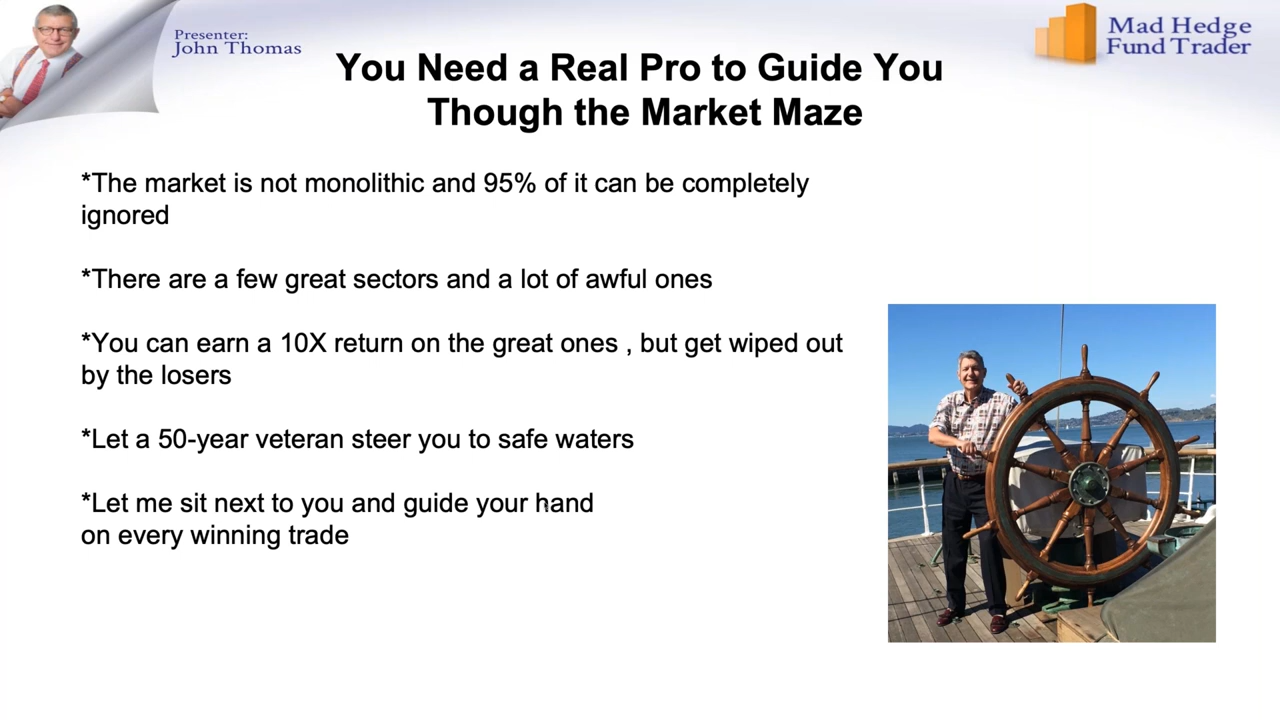 Presenter:
John Thomas
Mad Hedge
Fund Trader
You Need a Real Pro to Guide You
Though the Market Maze
*The market is not monolithic and 95% of it can be completely
ignored
*There are a few great sectors and a lot of awful ones
*You can earn a 10X return on the great ones , but get wiped out
by the losers
*Let a 50-year veteran steer you to safe waters
*Let me sit next to you and guide your hand
on every winning trade